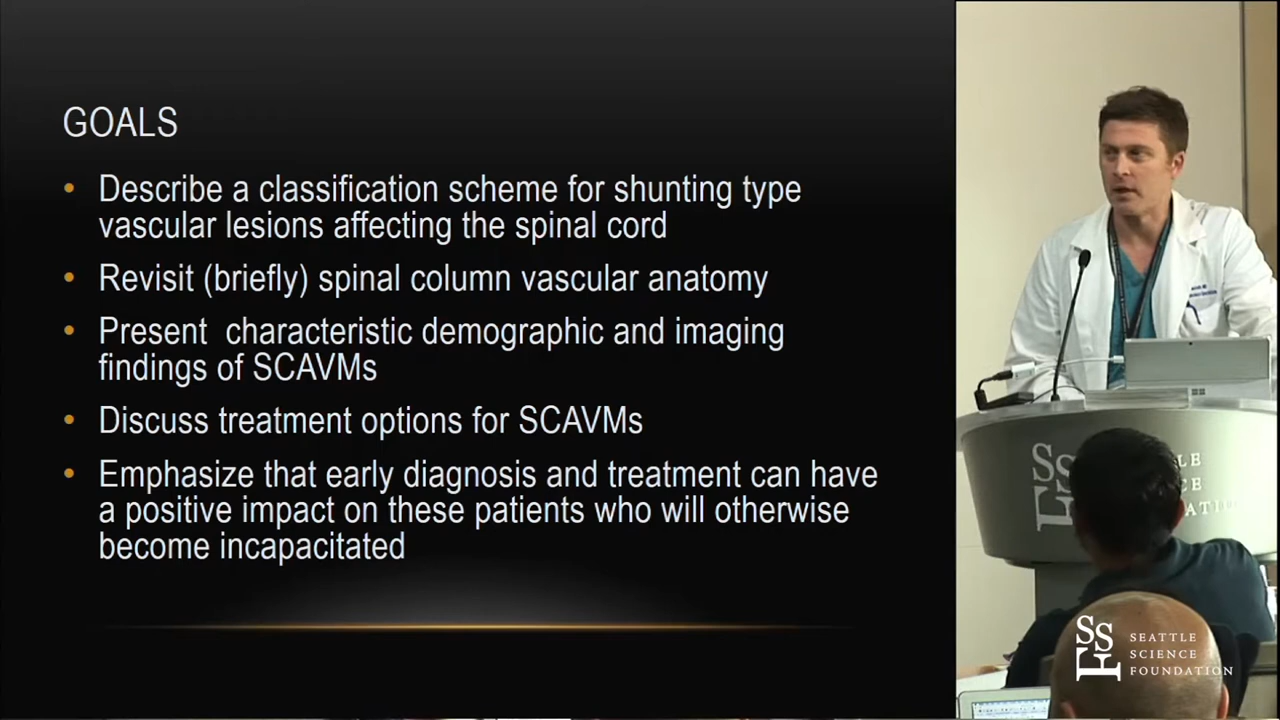 GOALS
• Describe a classification scheme for shunting type
vascular lesions affecting the spinal cord
• Revisit (briefly) spinal column vascular anatomy
• Present  characteristic demographic and imaging
findings of SCAVMs
• Discuss treatment options for SCAVMs
• Emphasize that early diagnosis and treatment can have
a positive impact on these patients who will otherwise
become incapacitated
SSF
SEATTLE
SCIENCE
FOUNDATION